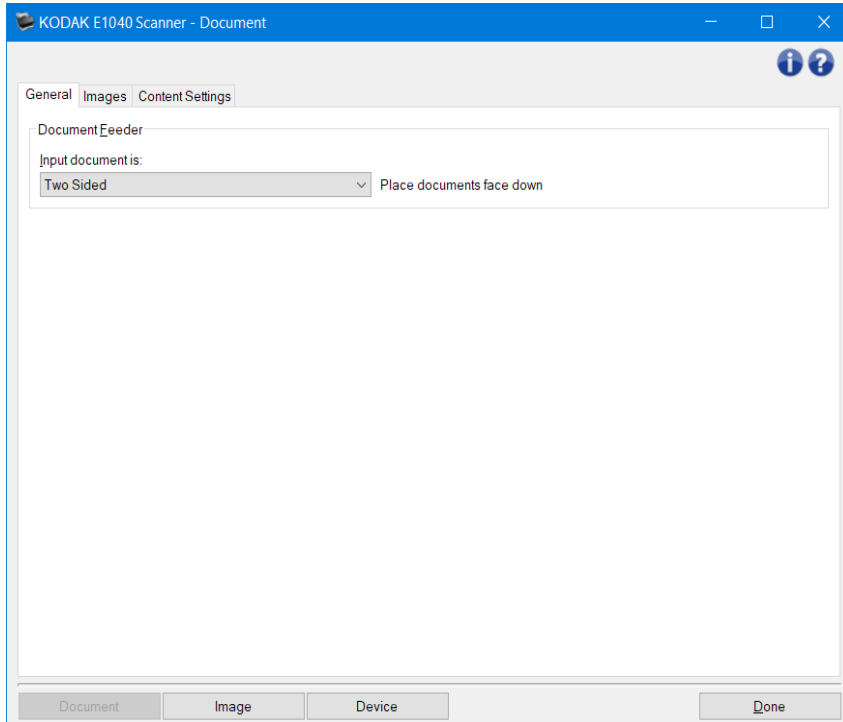 KODAK E1040 Scanner - Document
General Images Content Settings
Document Feeder
Input document is:
Two Sided Place documents face down
Document Image Device Done